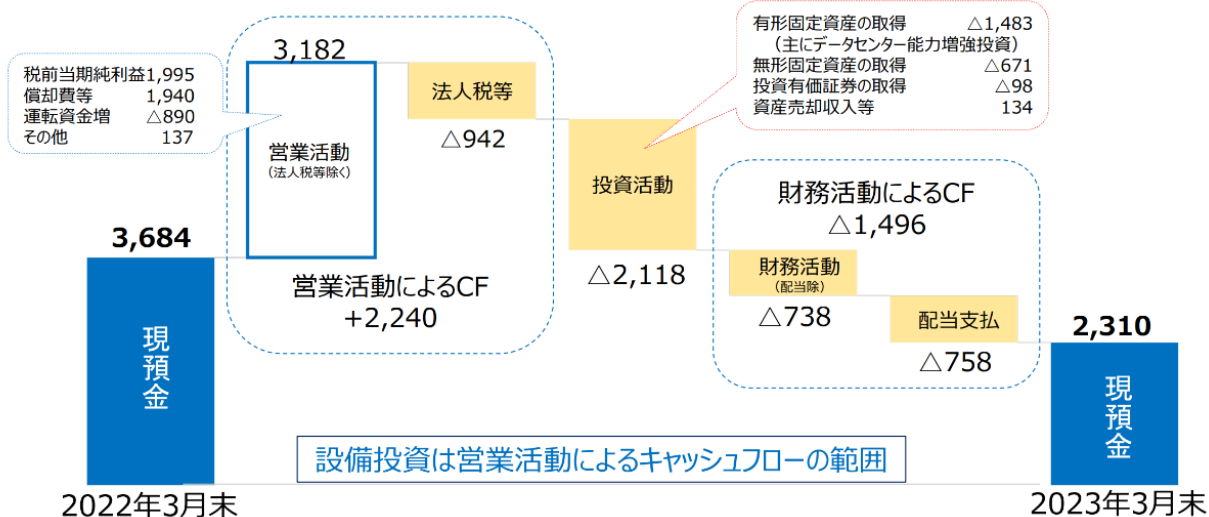 税前当期純利益1,995
償却費等 1,940
運転資金増 △890
その他 137
3,182
営業活動
(法人税等除く)
法人税等
△942
有形固定資産の取得 △1,483
(主にデータセンター能力増強投資)
無形固定資産の取得 △671
投資有価証券の取得 △98
資産売却収入等 134
投資活動
△2,118
営業活動によるCF
+2,240
財務活動によるCF
△1,496
財務活動
(配当除)
△738
配当支払
△758
3,684
現預金
2022年3月末
2,310
現預金
2023年3月末
設備投資は営業活動によるキャッシュフローの範囲